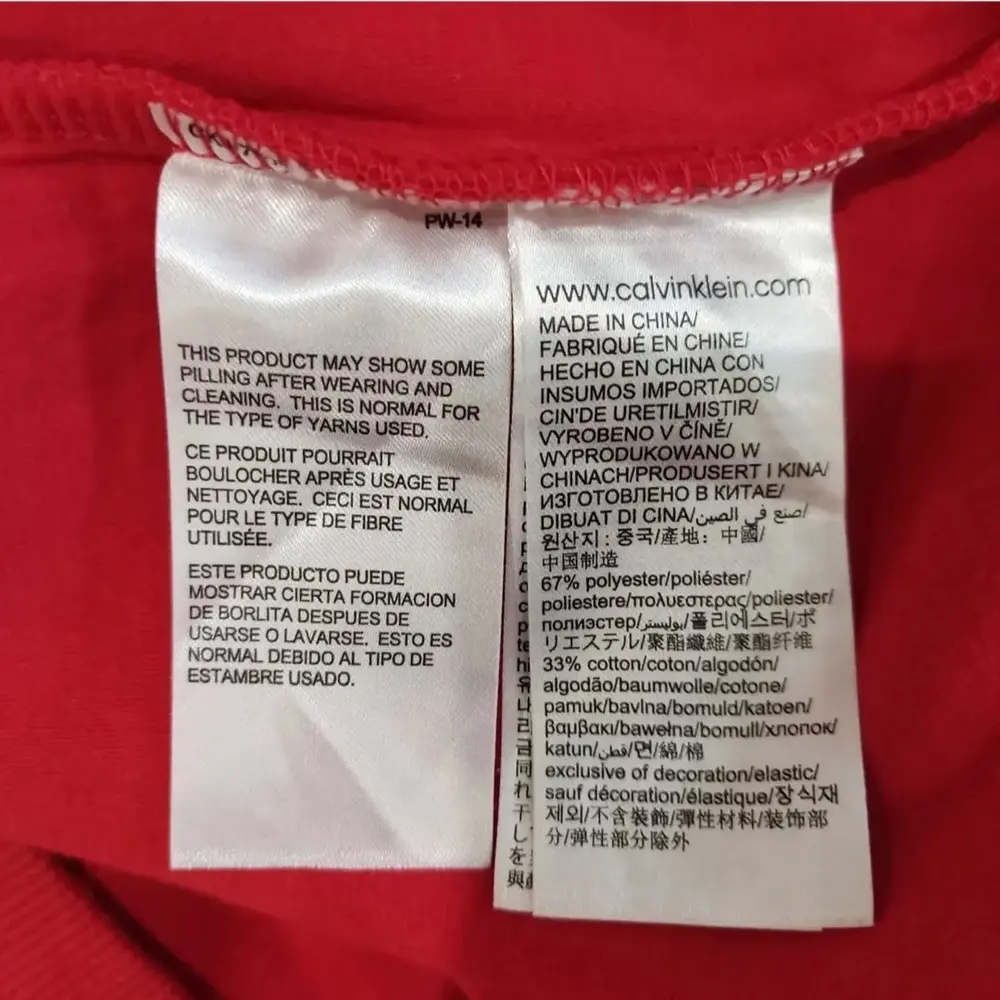 PW-14
THIS PRODUCT MAY SHOW SOME
PILLING AFTER WEARING AND
CLEANING. THIS IS NORMAL FOR
THE TYPE OF YARNS USED.
CE PRODUIT POURRAIT
BOULOCHER APRÈS USAGE ET
NETTOYAGE. CECI EST NORMAL
POUR LE TYPE DE FIBRE
UTILISÉE.
ESTE PRODUCTO PUEDE
MOSTRAR CIERTA FORMACION
DE BORLITA DESPUES DE
USARSE O LAVARSE. ESTO ES
NORMAL DEBIDO AL TIPO DE
ESTAMBRE USADO.
www.calvinklein.com
MADE IN CHINA/
FABRIQUÉ EN CHINE/
HECHO EN CHINA CON
INSUMOS IMPORTADOS/
CIN'DE URETILMISTIR/
VYROBENO V ČÍNĚ/
WYPRODUKOWANO W
CHINACH/PRODUSERT I KINA/
ИЗГОТОВЛЕНО В КИТАЕ/
DIBUAT DI CINA/صنع في الصين/
원산지: 중국/產地: 中國/
中国制造
67% polyester/poliéster/
poliestere/πολυεστερας/poliester/
полиэстер/بوليستر/폴리에스터/ポ
リエステル/聚酯纖維/聚酯纤维
33% cotton/coton/algodón/
algodão/baumwolle/cotone/
pamuk/bavlna/bomuld/katoen/
βαμβακι/bawełna/bomull/хлопок/
katun/قطن/면/綿/棉
exclusive of decoration/elastic/
sauf décoration/élastique/장식재
제외/不含裝飾/彈性材料/装饰部
分/弹性部分除外